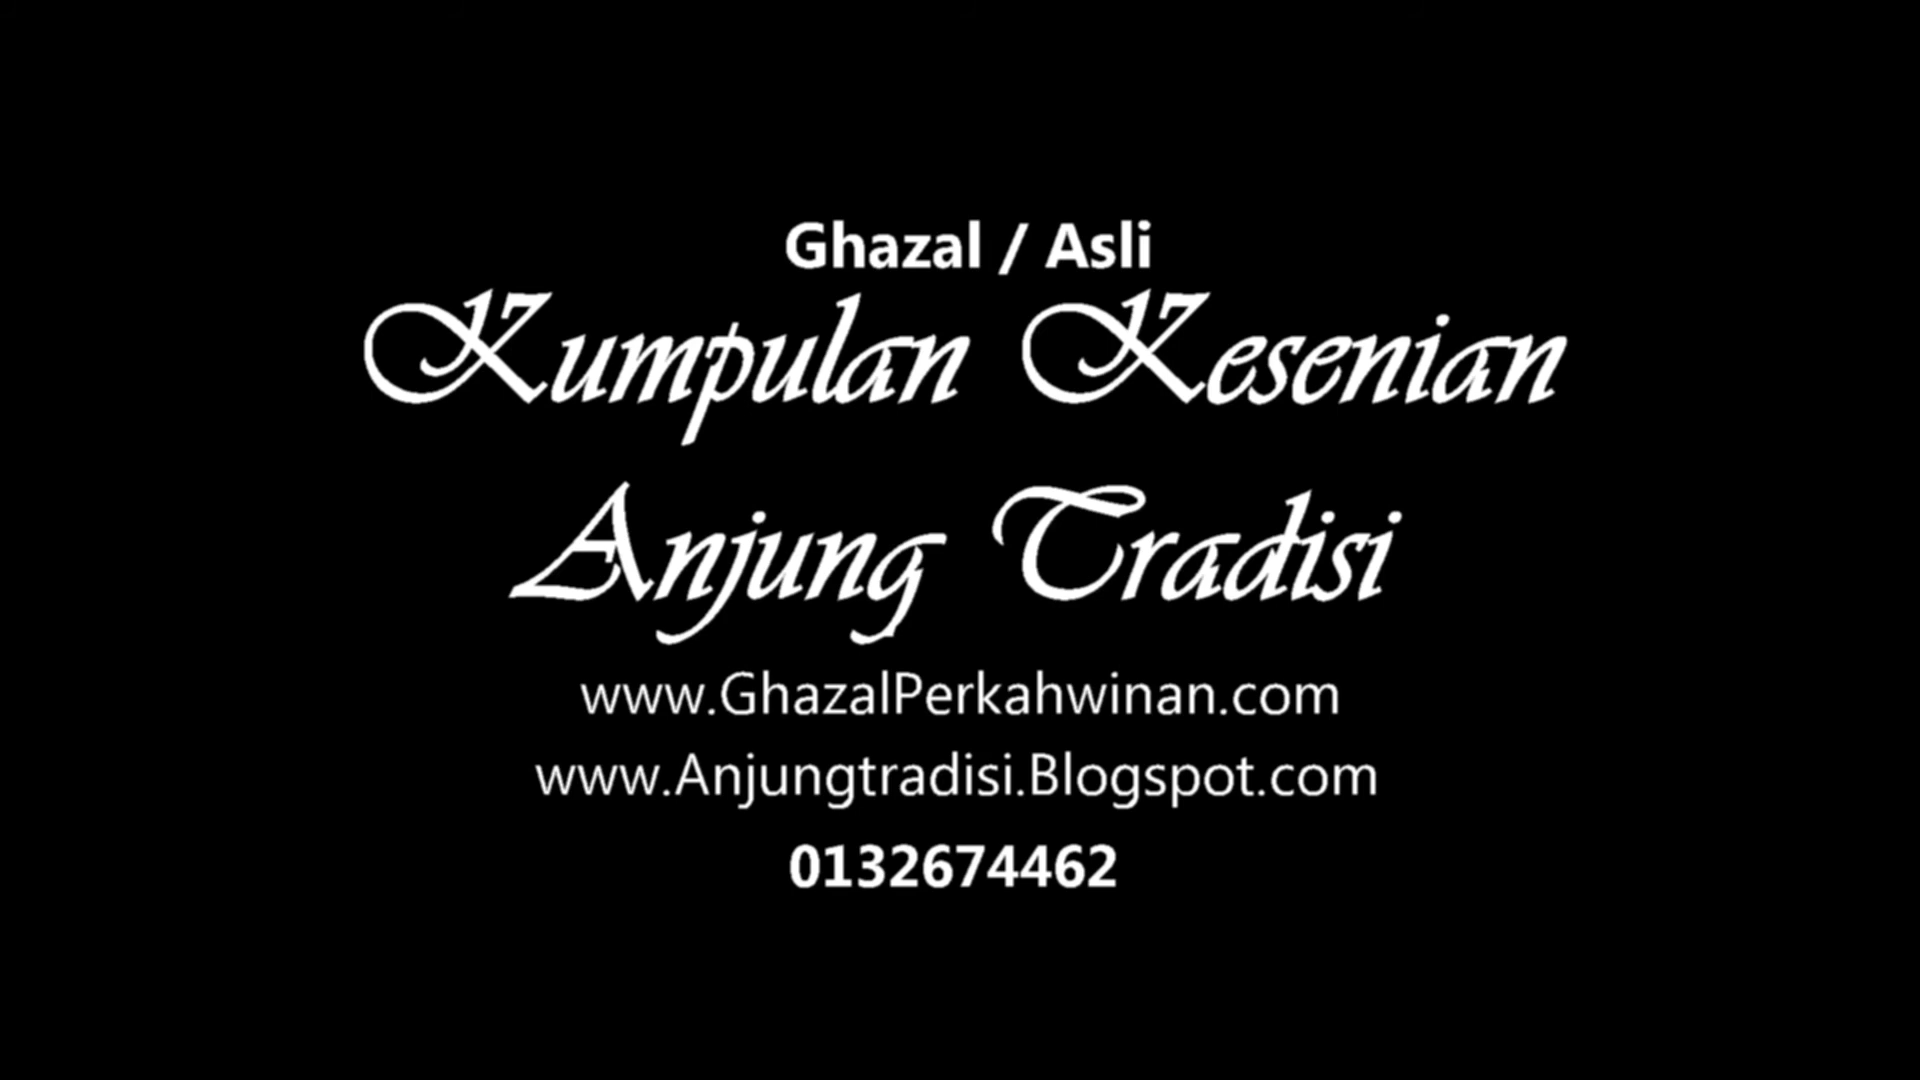 Ghazal / Asli
Kumpulan Kesenian
Anjung Tradisi
www.GhazalPerkahwinan.com
www.Anjungtradisi.Blogspot.com
0132674462